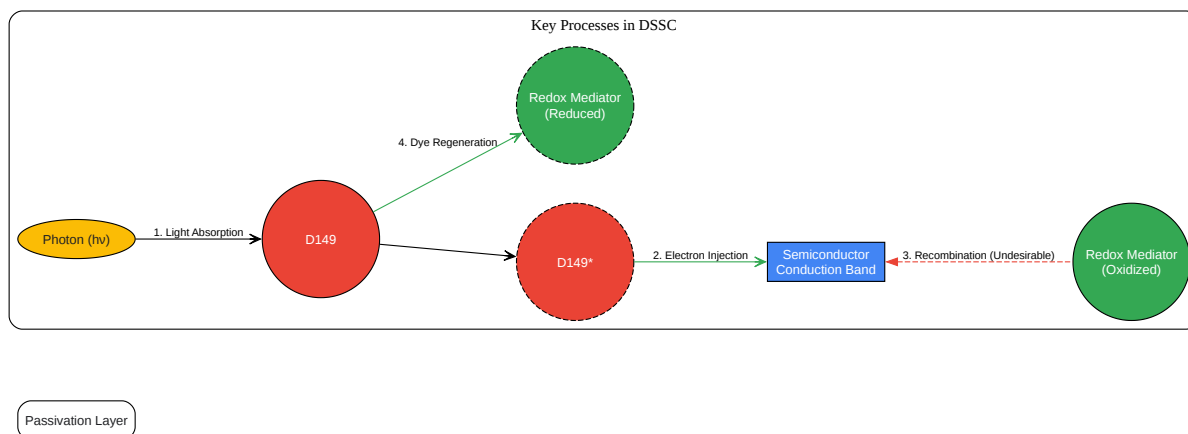 Key Processes in DSSC
Redox Mediator
(Reduced)
4. Dye Regeneration
Photon (hν)
1. Light Absorption
D149
D149*
2. Electron Injection
Semiconductor
Conduction Band
3. Recombination (Undesirable)
Redox Mediator
(Oxidized)
Passivation Layer